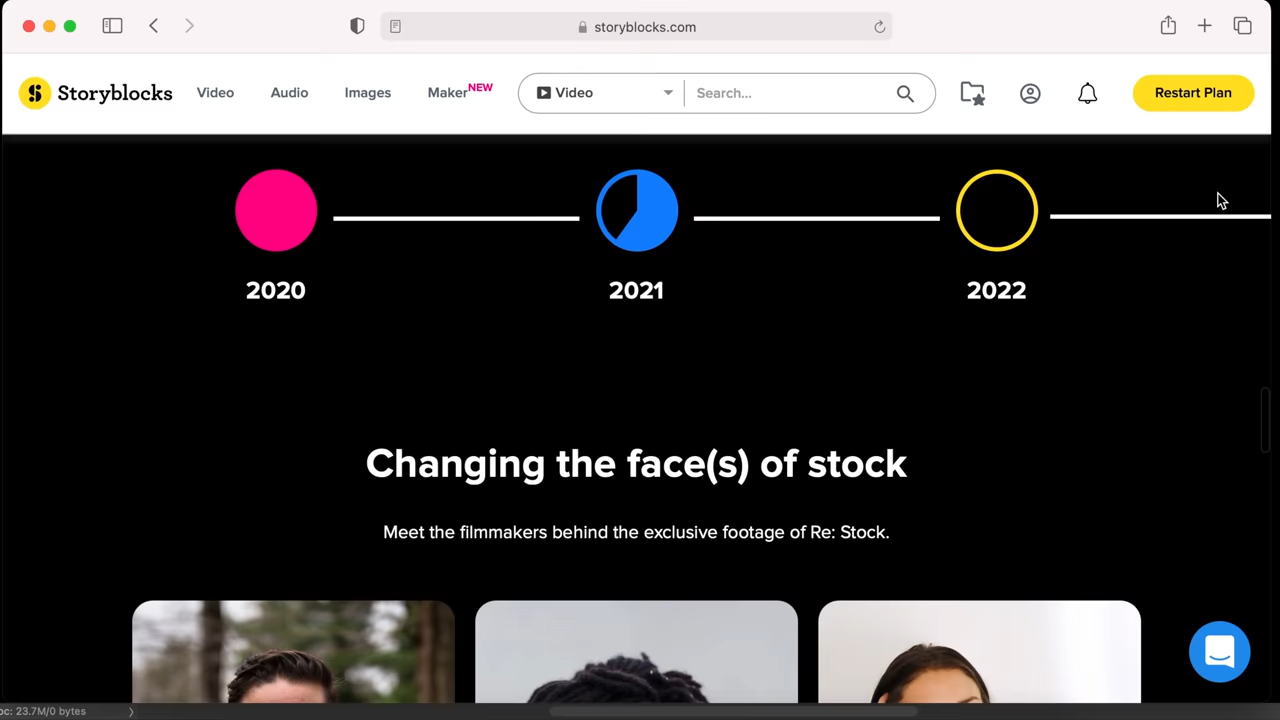 storyblocks.com
Storyblocks Video Audio Images Maker NEW Video Search... Restart Plan
2020 2021 2022
Changing the face(s) of stock
Meet the filmmakers behind the exclusive footage of Re: Stock.
oc: 23.7M/0 bytes